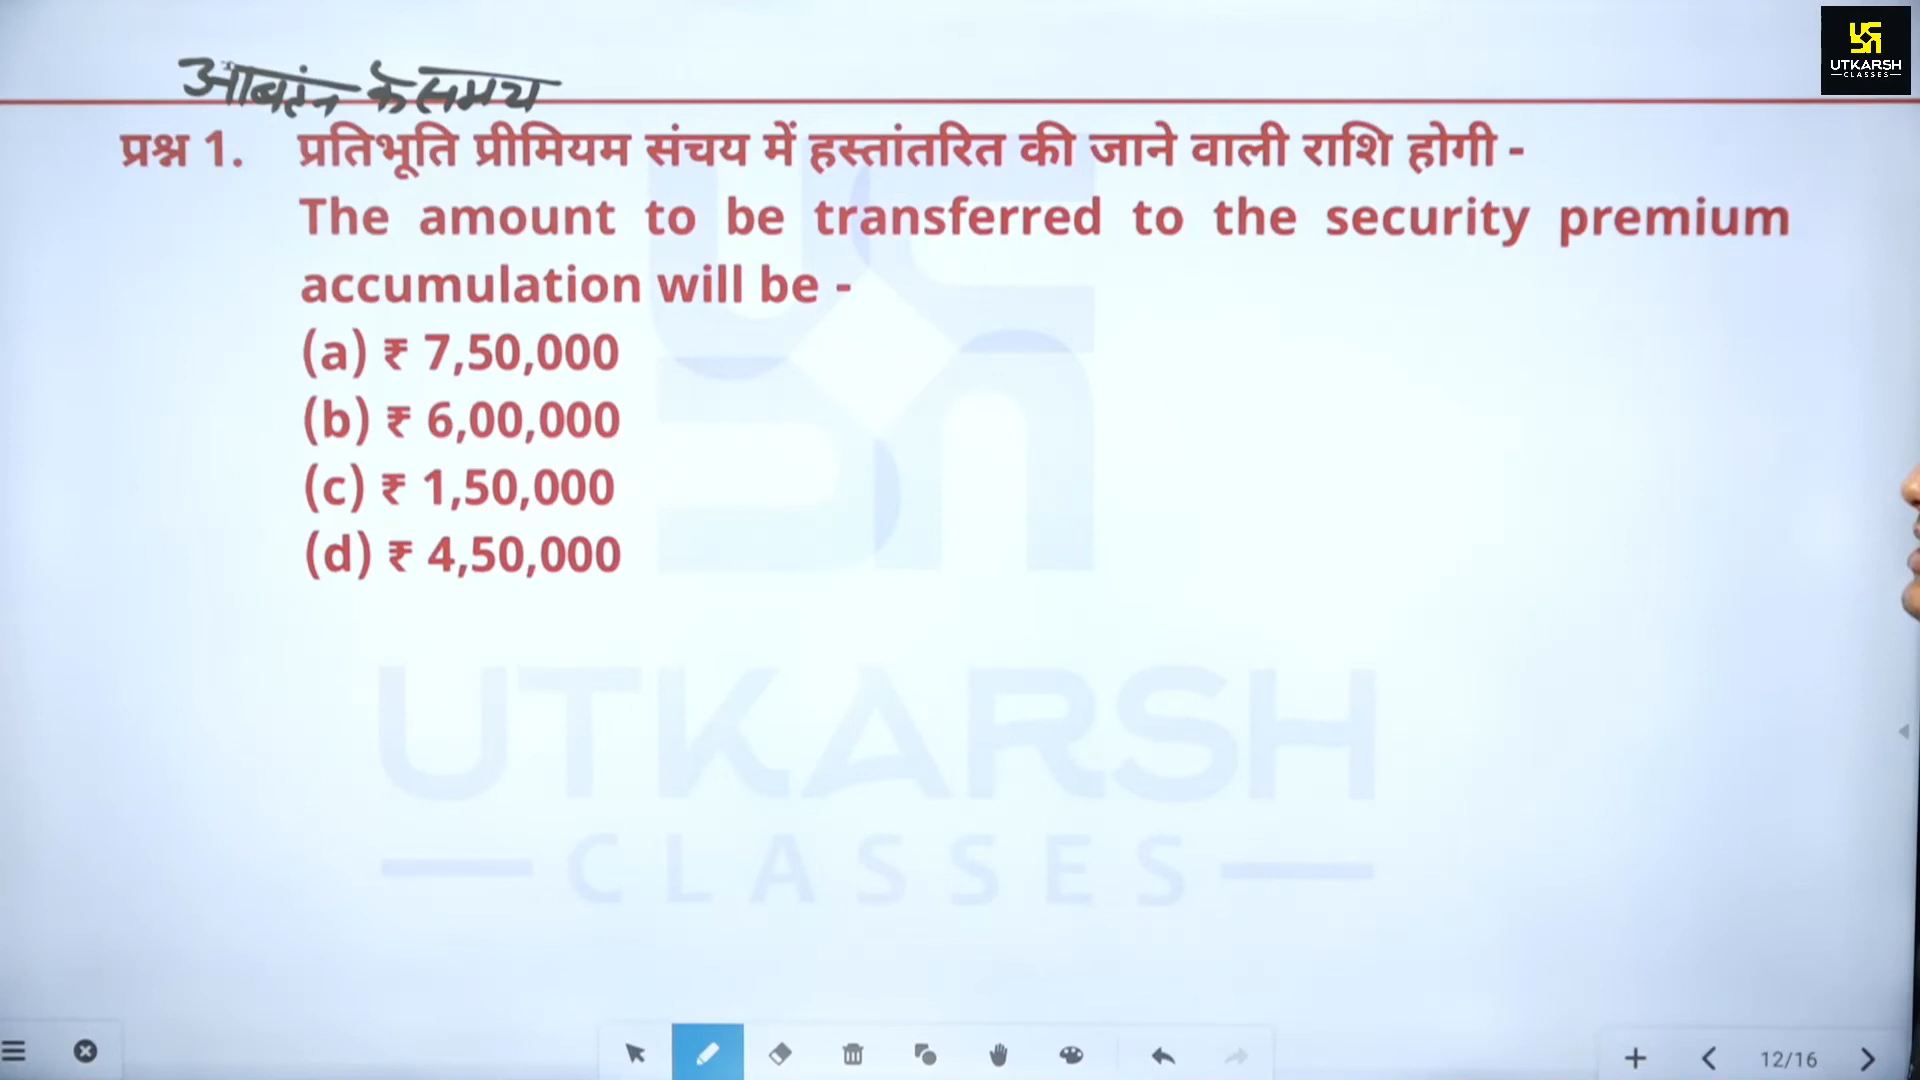 UTKARSH
CLASSES
आबंटन के समय
प्रश्न 1. प्रतिभूति प्रीमियम संचय में हस्तांतरित की जाने वाली राशि होगी -
The amount to be transferred to the security premium
accumulation will be -
(a) ₹ 7,50,000
(b) ₹ 6,00,000
(c) ₹ 1,50,000
(d) ₹ 4,50,000
UTKARSH
CLASSES
12/16